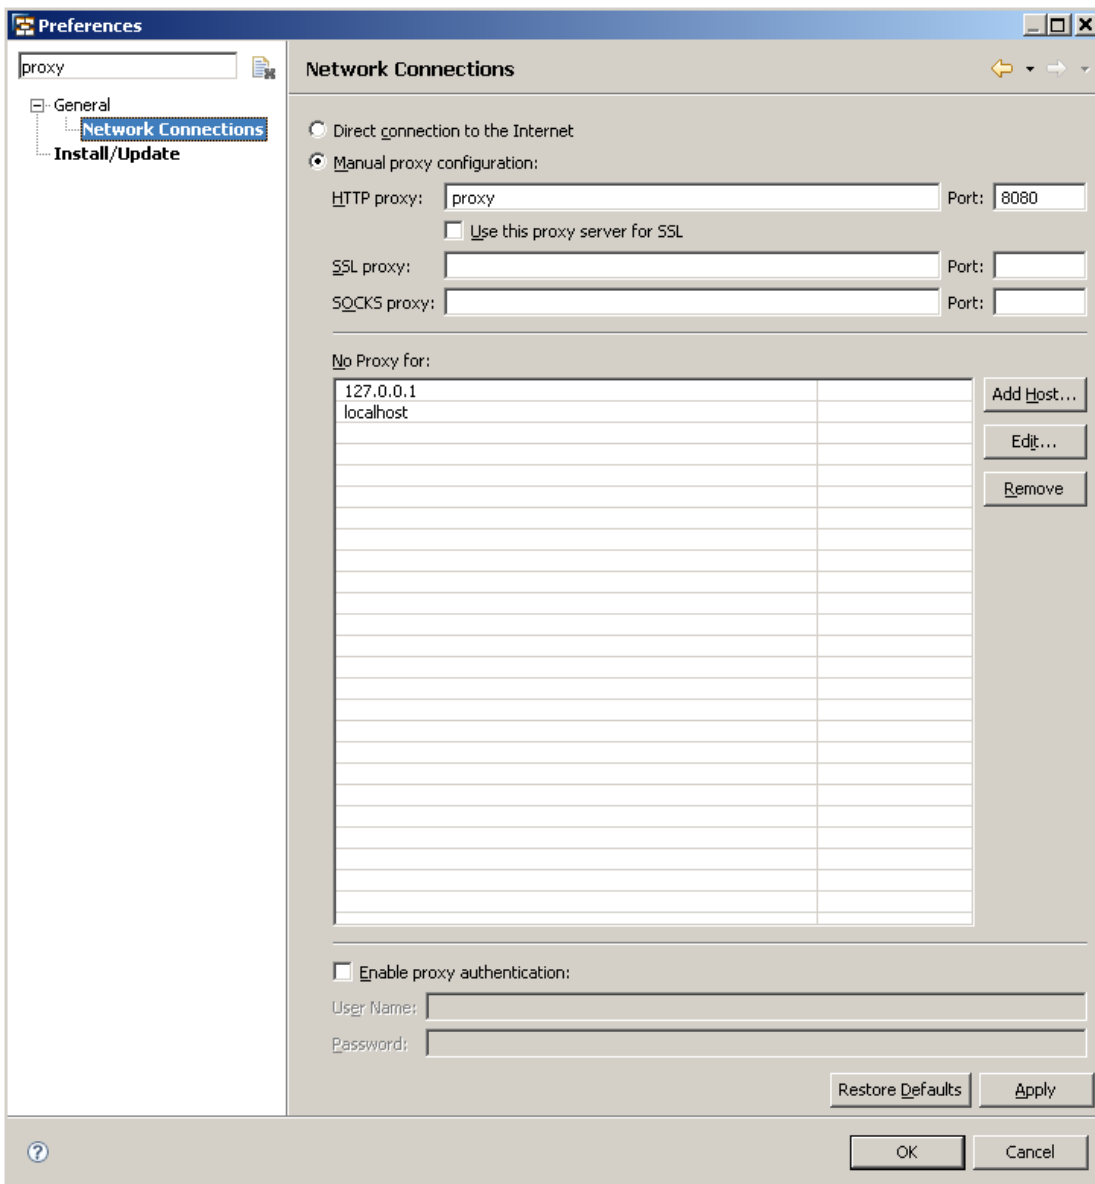 Preferences
proxy
Network Connections
General
Network Connections
Install/Update
Direct connection to the Internet
Manual proxy configuration:
HTTP proxy: proxy Port: 8080
Use this proxy server for SSL
SSL proxy: Port:
SOCKS proxy: Port:
No Proxy for:
127.0.0.1
localhost
Add Host...
Edit...
Remove
Enable proxy authentication:
User Name:
Password:
Restore Defaults Apply
? OK Cancel